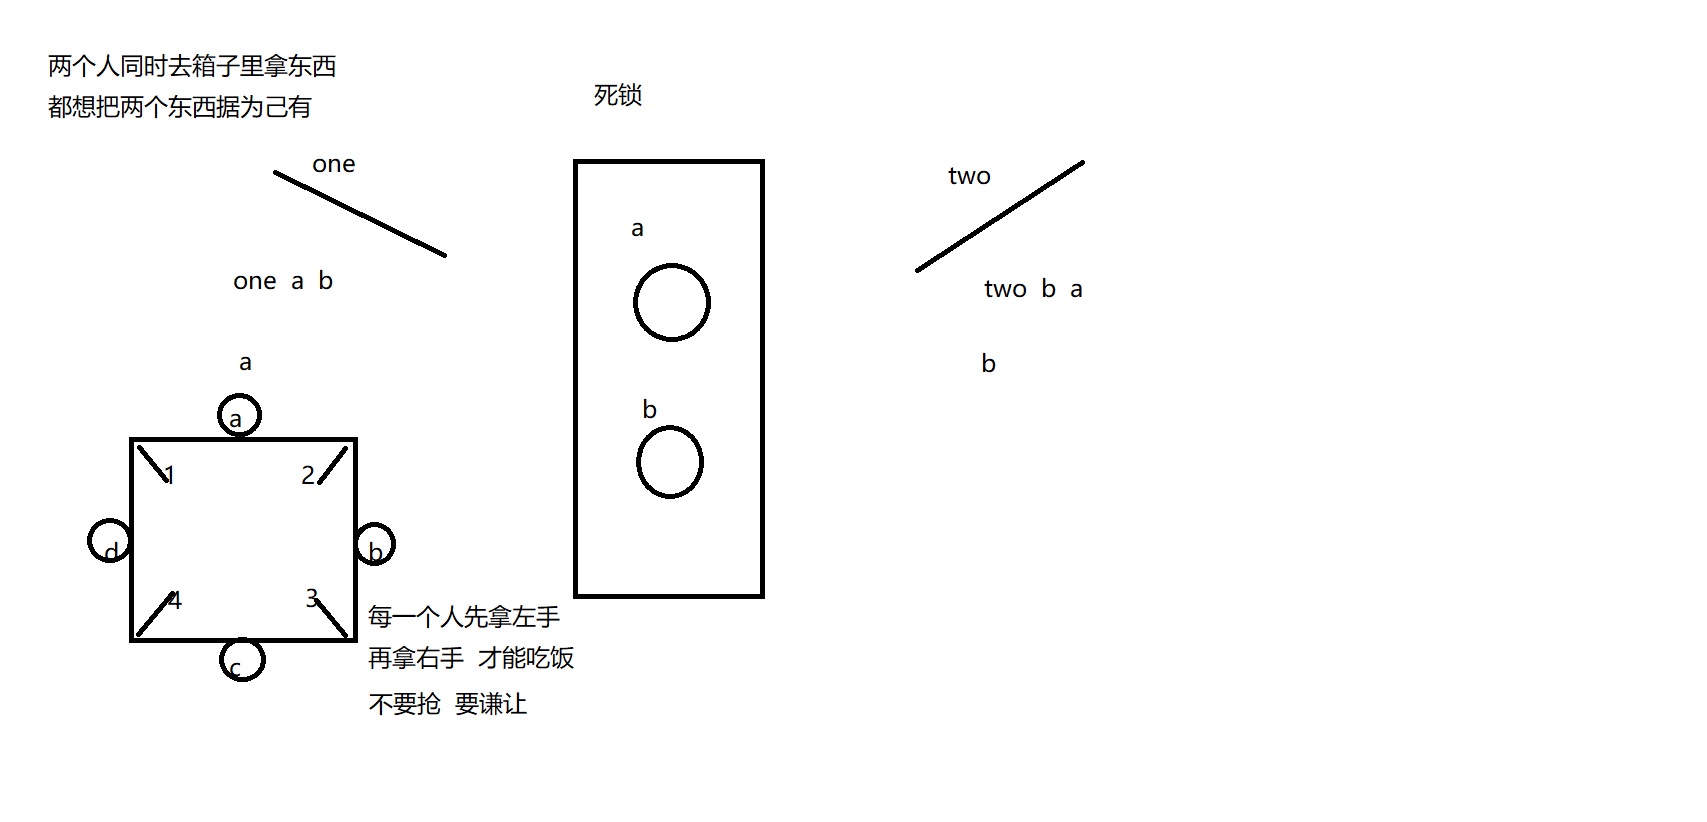 两个人同时去箱子里拿东西
都想把两个东西据为己有
死锁
one
two
a
one a b
two b a
a
b
b
a
1
2
d
b
4
3
c
每一个人先拿左手
再拿右手 才能吃饭
不要抢 要谦让